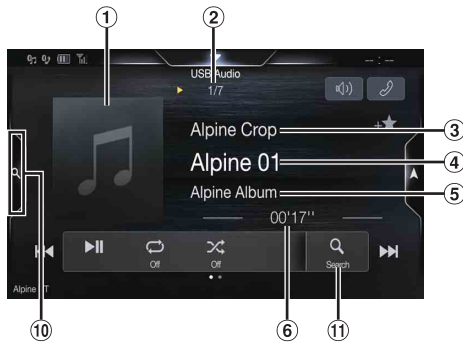 ① ②
-- : --
USB Audio
1/7
Alpine Crop ③
Alpine 01 ④
Alpine Album ⑤
00'17''
Off Off Search
⑩ ⑥ ⑪